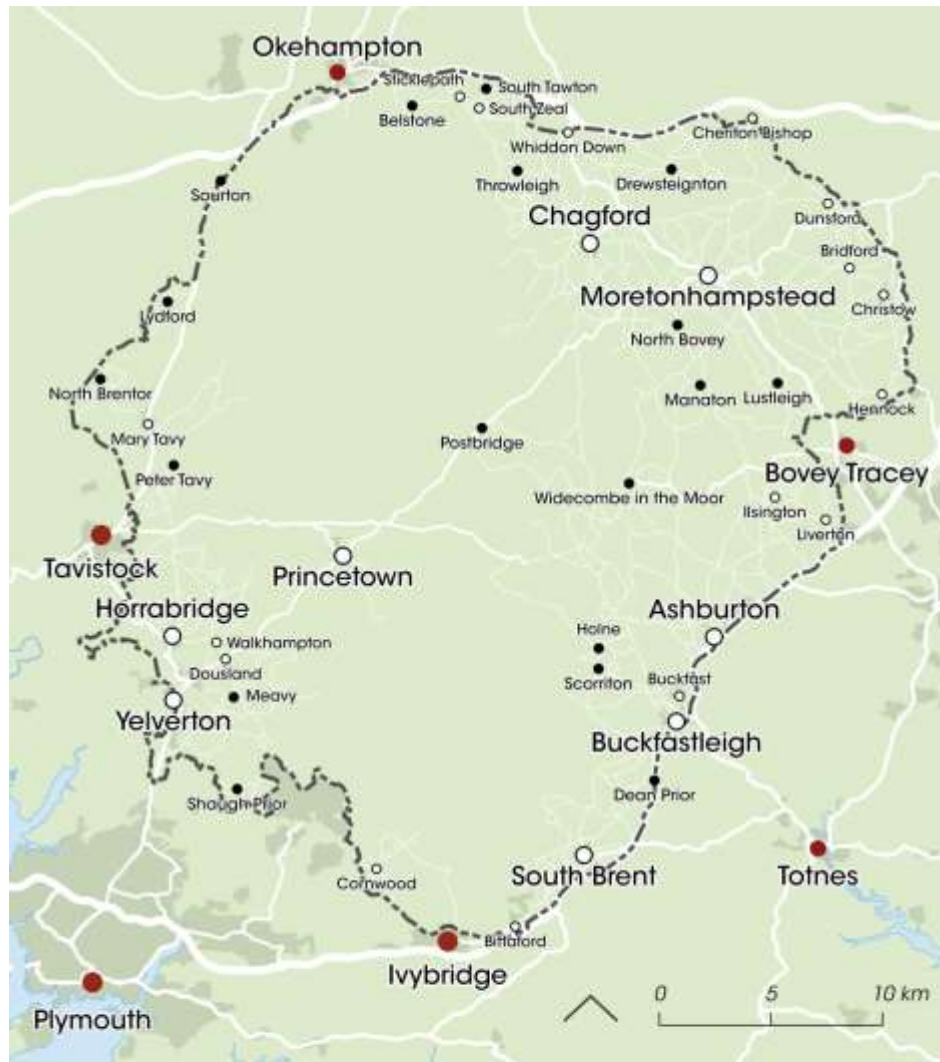 Okehampton
Sticklepath
South Tawton
South Zeal
Belstone
Cheriton Bishop
Whiddon Down
Throwleigh
Drewsteignton
Sourton
Chagford
Dunsford
Bridford
Moretonhampstead
Christow
Lydford
North Bovey
North Brentor
Manaton
Lustleigh
Hennock
Mary Tavy
Postbridge
Peter Tavy
Bovey Tracey
Widecombe in the Moor
Ilsington
Liverton
Tavistock
Princetown
Horrabridge
Ashburton
Walkhampton
Holne
Dousland
Scorriton
Buckfast
Meavy
Yelverton
Buckfastleigh
Shaugh Prior
Dean Prior
Cornwood
South Brent
Totnes
Bittaford
Ivybridge
0 5 10 km
Plymouth